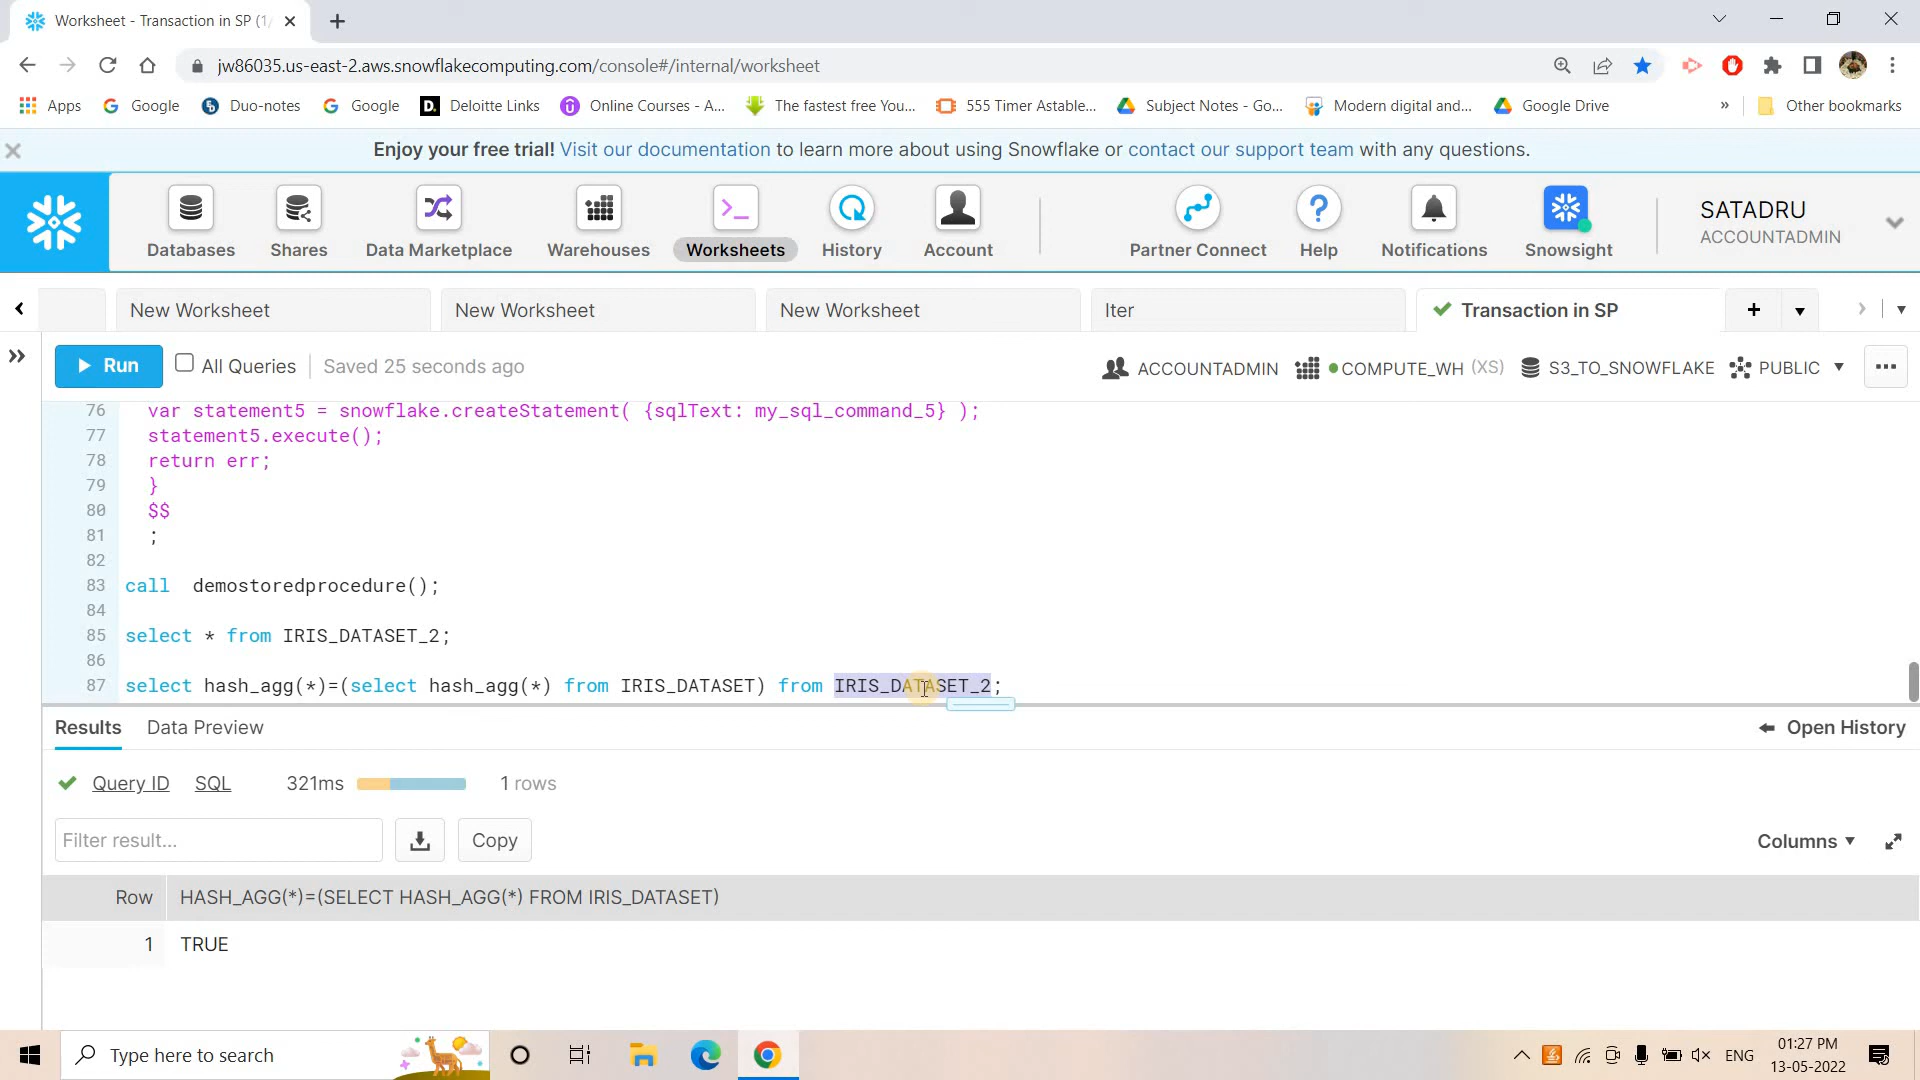 Worksheet - Transaction in SP (1/
jw86035.us-east-2.aws.snowflakecomputing.com/console#/internal/worksheet
Apps Google Duo-notes Google D. Deloitte Links Online Courses - A... The fastest free You... 555 Timer Astable... Subject Notes - Go... Modern digital and... Google Drive » Other bookmarks
Enjoy your free trial! Visit our documentation to learn more about using Snowflake or contact our support team with any questions.
Databases Shares Data Marketplace Warehouses Worksheets History Account Partner Connect Help Notifications Snowsight
SATADRU
ACCOUNTADMIN
New Worksheet New Worksheet New Worksheet Iter Transaction in SP
Run All Queries Saved 25 seconds ago ACCOUNTADMIN COMPUTE_WH (XS) S3_TO_SNOWFLAKE PUBLIC
76 var statement5 = snowflake.createStatement( {sqlText: my_sql_command_5} );
77 statement5.execute();
78 return err;
79 }
80 $$
81 ;
82
83 call  demostoredprocedure();
84
85 select * from IRIS_DATASET_2;
86
87 select hash_agg(*)=(select hash_agg(*) from IRIS_DATASET) from IRIS_DATASET_2;
Results Data Preview Open History
Query ID SQL 321ms 1 rows
Filter result... Copy Columns
Row HASH_AGG(*)=(SELECT HASH_AGG(*) FROM IRIS_DATASET)
1 TRUE
Type here to search ENG 01:27 PM
13-05-2022